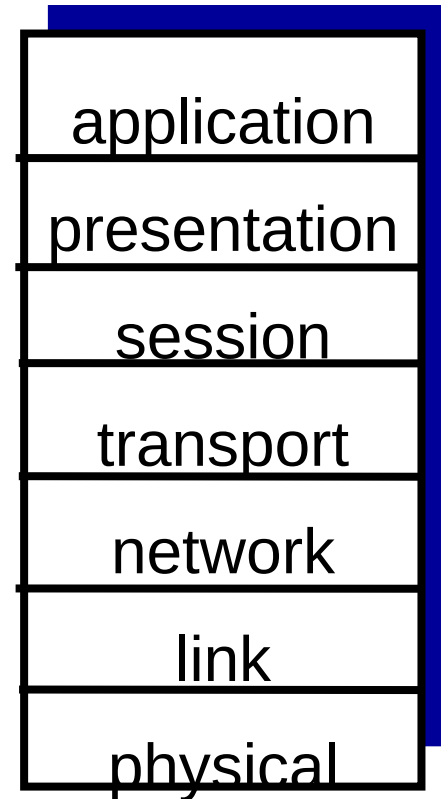 application
presentation
session
transport
network
link
physical